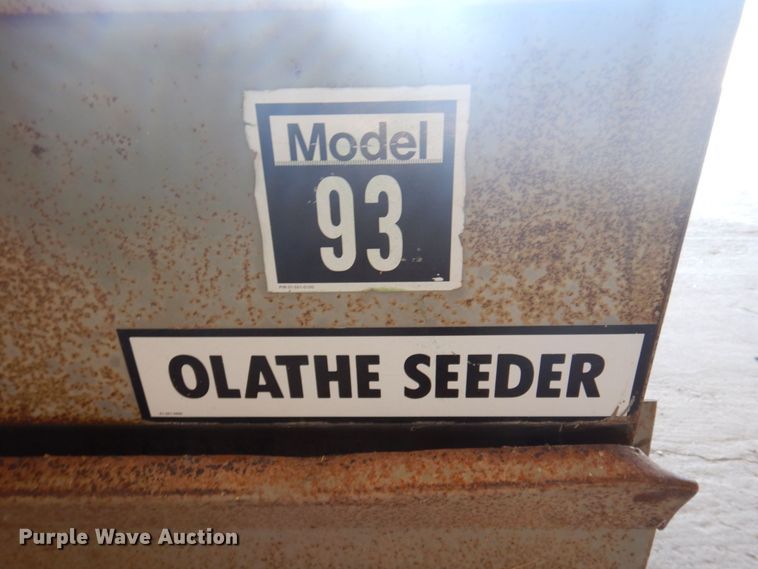 Model
93
OLATHE SEEDER
Purple Wave Auction